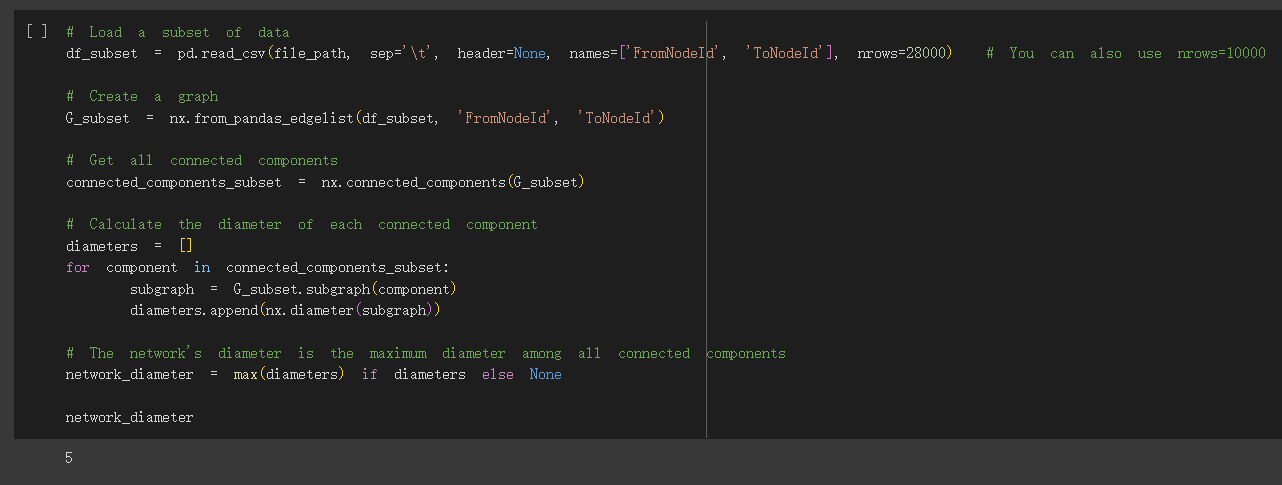 [ ] # Load a subset of data
df_subset = pd.read_csv(file_path, sep='\t', header=None, names=['FromNodeId', 'ToNodeId'], nrows=28000) # You can also use nrows=10000
# Create a graph
G_subset = nx.from_pandas_edgelist(df_subset, 'FromNodeId', 'ToNodeId')
# Get all connected components
connected_components_subset = nx.connected_components(G_subset)
# Calculate the diameter of each connected component
diameters = []
for component in connected_components_subset:
subgraph = G_subset.subgraph(component)
diameters.append(nx.diameter(subgraph))
# The network's diameter is the maximum diameter among all connected components
network_diameter = max(diameters) if diameters else None
network_diameter
5